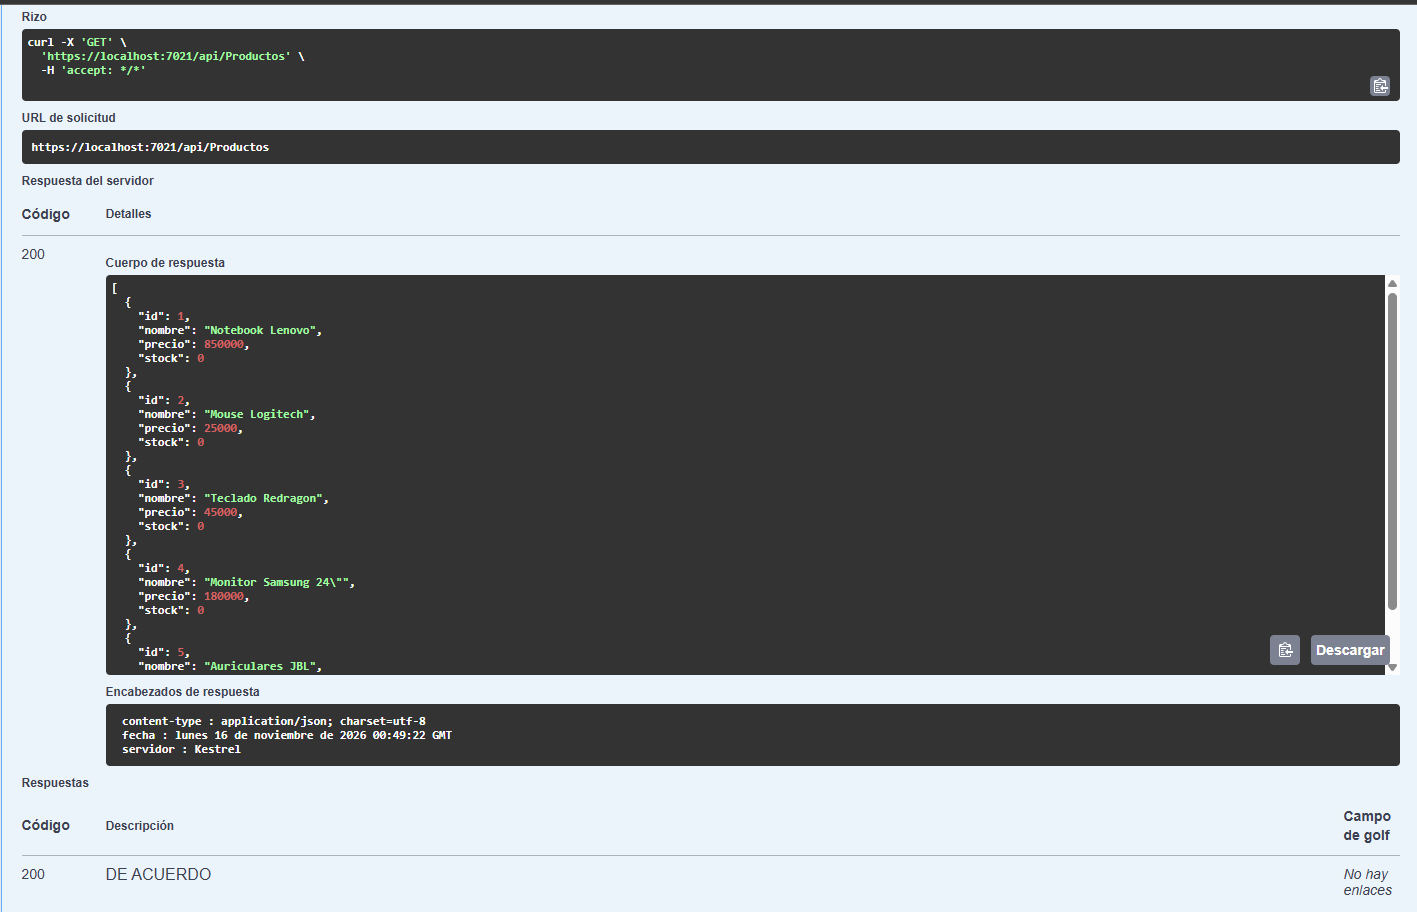 Rizo
curl -X 'GET' \
'https://localhost:7021/api/Productos' \
-H 'accept: */*'
URL de solicitud
https://localhost:7021/api/Productos
Respuesta del servidor
Código Detalles
200
Cuerpo de respuesta
[
{
"id": 1,
"nombre": "Notebook Lenovo",
"precio": 850000,
"stock": 0
},
{
"id": 2,
"nombre": "Mouse Logitech",
"precio": 25000,
"stock": 0
},
{
"id": 3,
"nombre": "Teclado Redragon",
"precio": 45000,
"stock": 0
},
{
"id": 4,
"nombre": "Monitor Samsung 24\"",
"precio": 180000,
"stock": 0
},
{
"id": 5,
"nombre": "Auriculares JBL",
Descargar
Encabezados de respuesta
content-type : application/json; charset=utf-8
fecha : lunes 16 de noviembre de 2026 00:49:22 GMT
servidor : Kestrel
Respuestas
Código Descripción Campo de golf
200 DE ACUERDO No hay enlaces